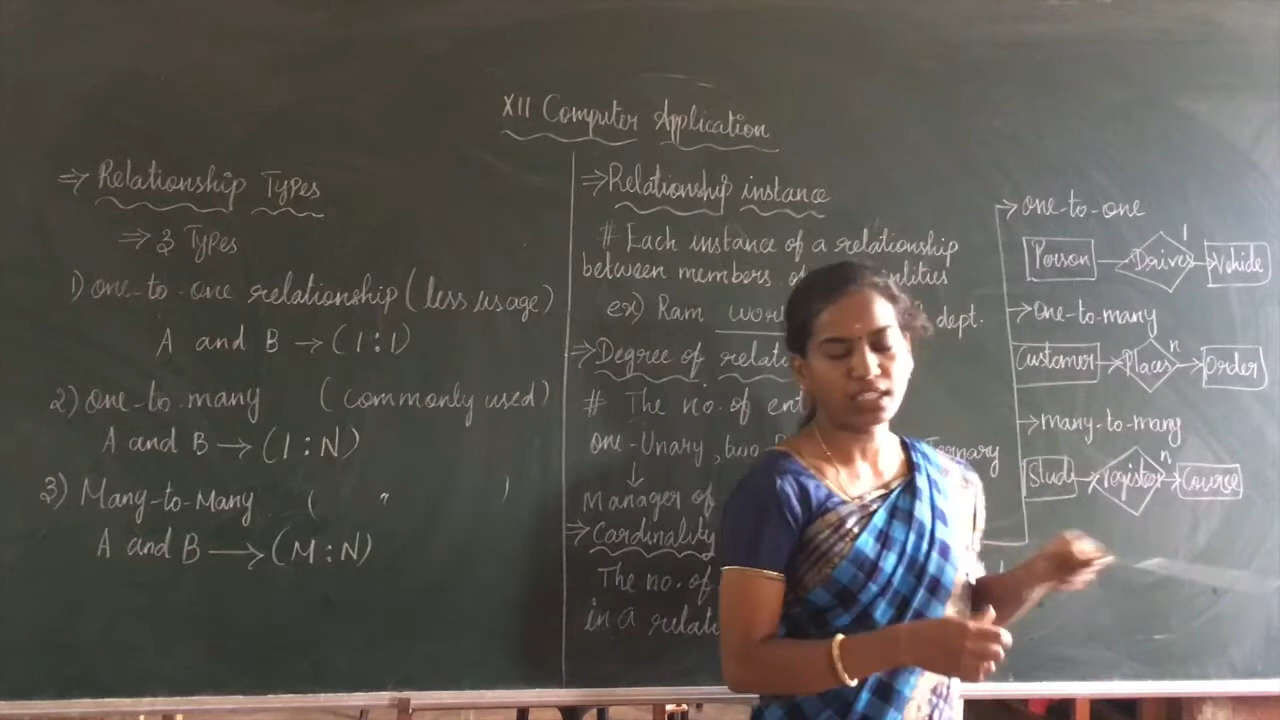 XII Computer Application
⇒ Relationship Types
⇒ 3 Types
1) one-to-one relationship (less usage)
A and B → (1:1)
2) one-to-many (commonly used)
A and B → (1:N)
3) Many-to-Many ( " )
A and B → (M:N)
⇒ Relationship instance
# Each instance of a relationship
between members of entities
ex) Ram dept.
⇒ Degree of
# The no. of
one-Unary, two- Ternary
↓
Manager of
⇒ Cardinality
The no. of
in a
→ one-to-one
1
Person Drives → Vehicle
→ one-to-many
n
Customer → Places → Order
→ many-to-many
n
Stud → register → Course